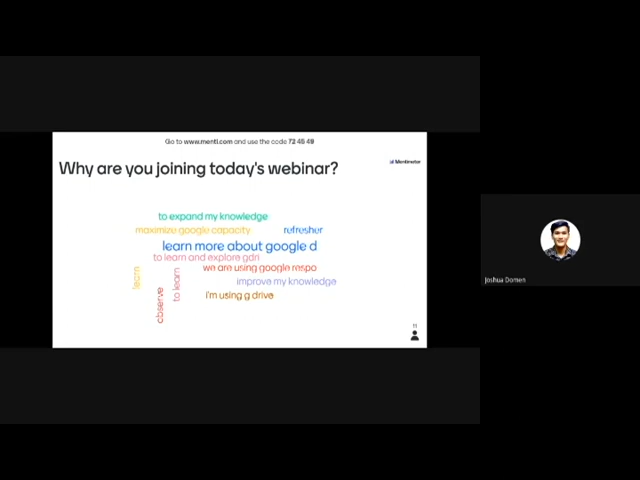 Go to www.menti.com and use the code 72 45 49
Why are you joining today's webinar?
Mentimeter
to expand my knowledge
maximize google capacity
refresher
learn more about google d
to learn and explore gdri
we are using google respo
learn
to learn
improve my knowledge
observe
i'm using g drive
11
Joshua Domen